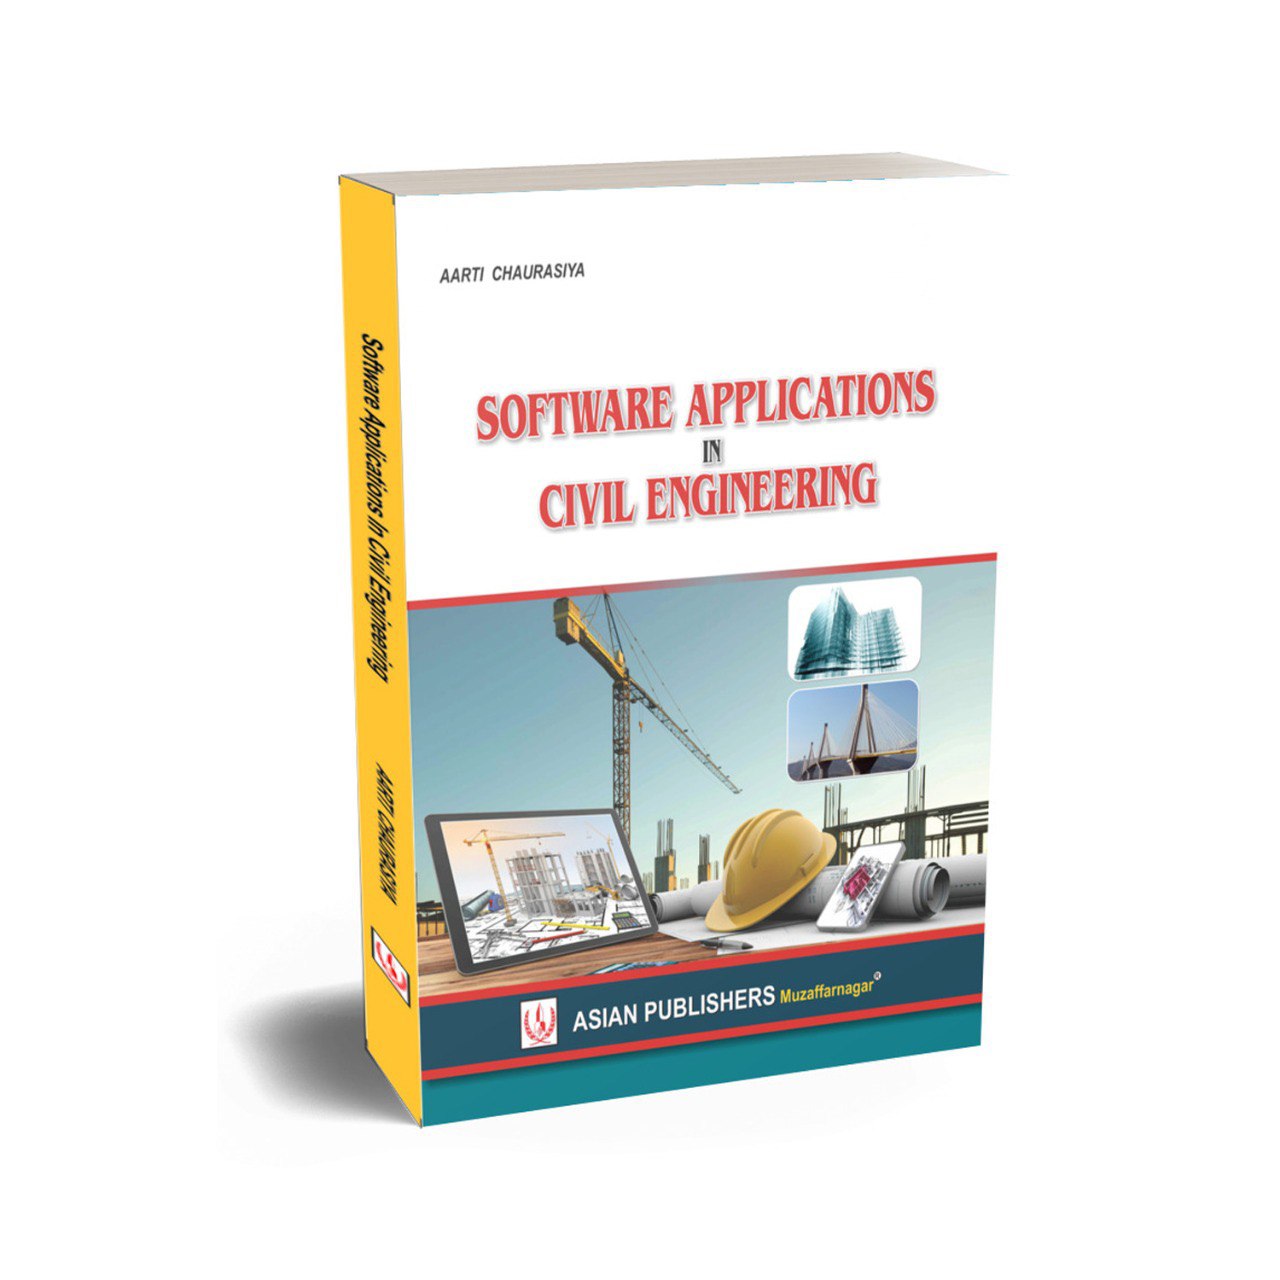 AARTI CHAURASIYA
SOFTWARE APPLICATIONS
IN
CIVIL ENGINEERING
ASIAN PUBLISHERS Muzaffarnagar®
Software Applications In Civil Engineering
AARTI CHAURASIYA